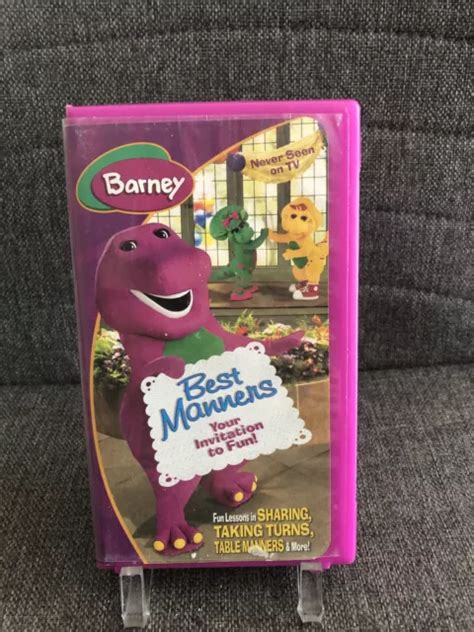 Barney
Never Seen
on TV
Best
Manners
Your
Invitation
to Fun!
Fun Lessons in SHARING,
TAKING TURNS,
TABLE MANNERS & More!